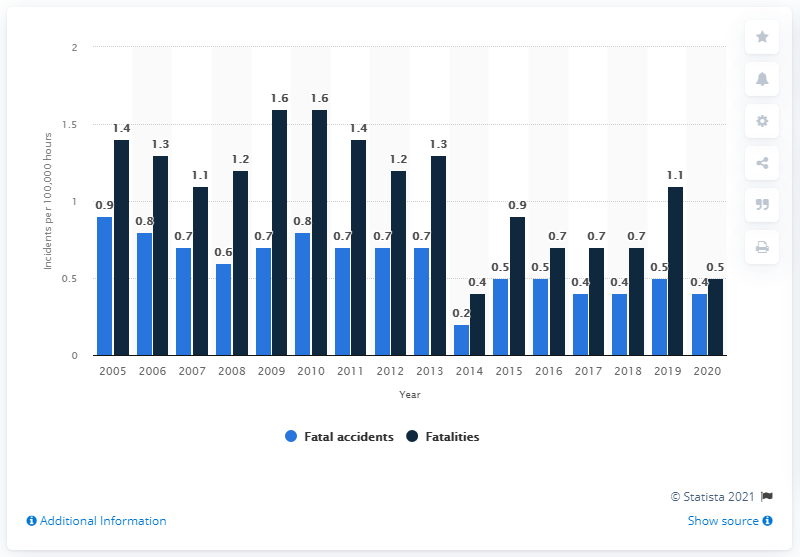 2
1.5
1
0.5
0
Incidents per 100,000 hours
0.9 1.4 0.8 1.3 0.7 1.1 0.6 1.2 0.7 1.6 0.8 1.6 0.7 1.4 0.7 1.2 0.7 1.3 0.2 0.4 0.5 0.9 0.5 0.7 0.4 0.7 0.4 0.7 0.5 1.1 0.4 0.5
2005 2006 2007 2008 2009 2010 2011 2012 2013 2014 2015 2016 2017 2018 2019 2020
Year
Fatal accidents Fatalities
© Statista 2021
Additional Information Show source